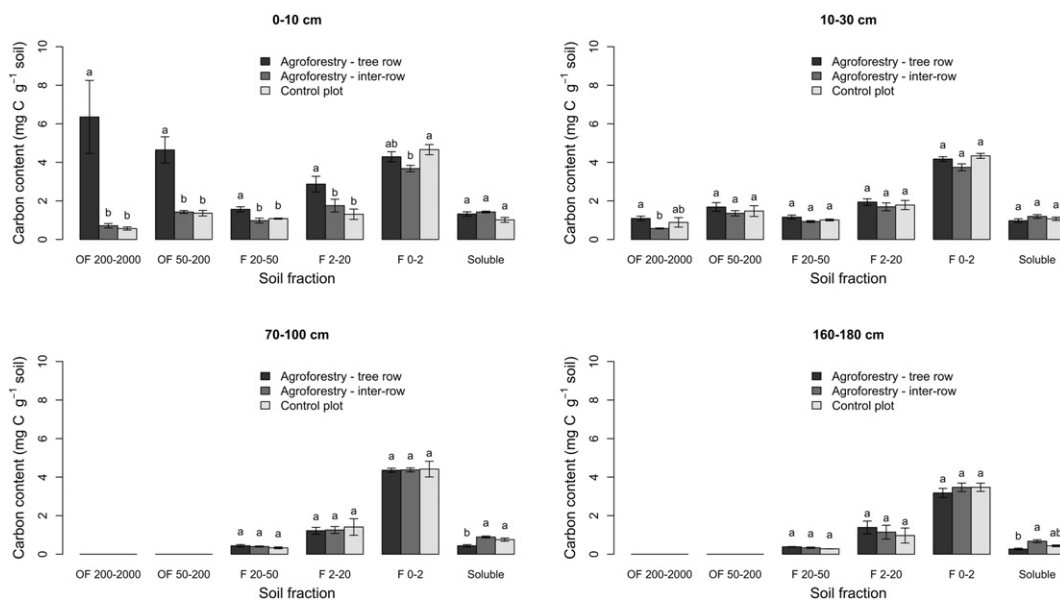 0-10 cm
Carbon content (mg C g⁻¹ soil)
10
8
6
4
2
0
Agroforestry - tree row
Agroforestry - inter-row
Control plot
a b b
a b b
a b b
a b b
ab b a
a a a
OF 200-2000 OF 50-200 F 20-50 F 2-20 F 0-2 Soluble
Soil fraction
10-30 cm
Carbon content (mg C g⁻¹ soil)
10
8
6
4
2
0
Agroforestry - tree row
Agroforestry - inter-row
Control plot
a b ab
a a a
a a a
a a a
a a a
a a a
OF 200-2000 OF 50-200 F 20-50 F 2-20 F 0-2 Soluble
Soil fraction
70-100 cm
Carbon content (mg C g⁻¹ soil)
10
8
6
4
2
0
Agroforestry - tree row
Agroforestry - inter-row
Control plot
a a a
a a a
a a a
b a a
OF 200-2000 OF 50-200 F 20-50 F 2-20 F 0-2 Soluble
Soil fraction
160-180 cm
Carbon content (mg C g⁻¹ soil)
10
8
6
4
2
0
Agroforestry - tree row
Agroforestry - inter-row
Control plot
a a a
a a a
a a a
b a ab
OF 200-2000 OF 50-200 F 20-50 F 2-20 F 0-2 Soluble
Soil fraction